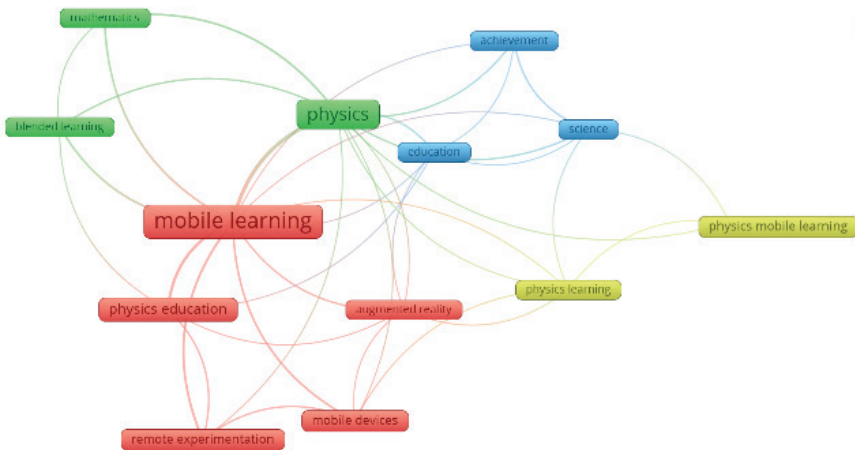 mathematics
achievement
physics
blended learning
science
education
mobile learning
physics mobile learning
physics learning
physics education
augmented reality
mobile devices
remote experimentation